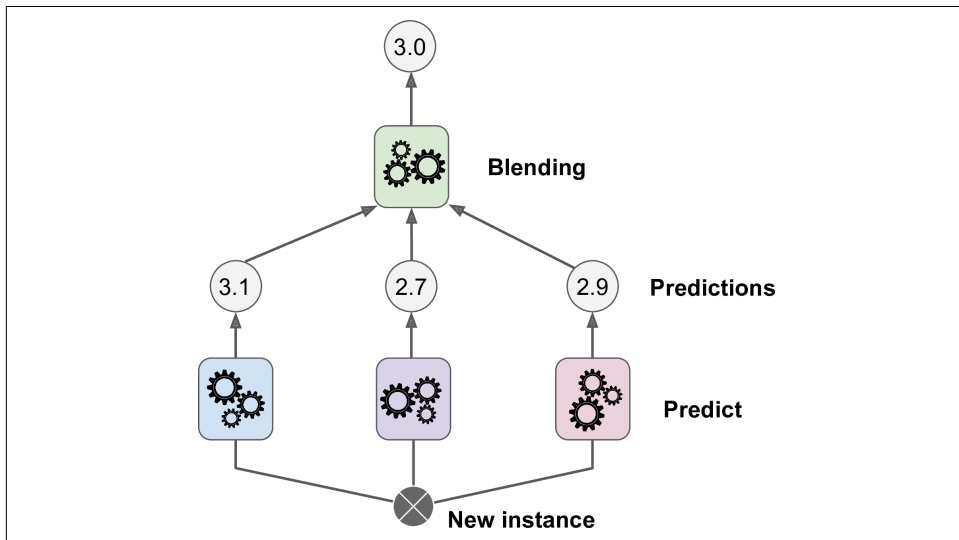 3.0
Blending
3.1
2.7
2.9
Predictions
Predict
New instance